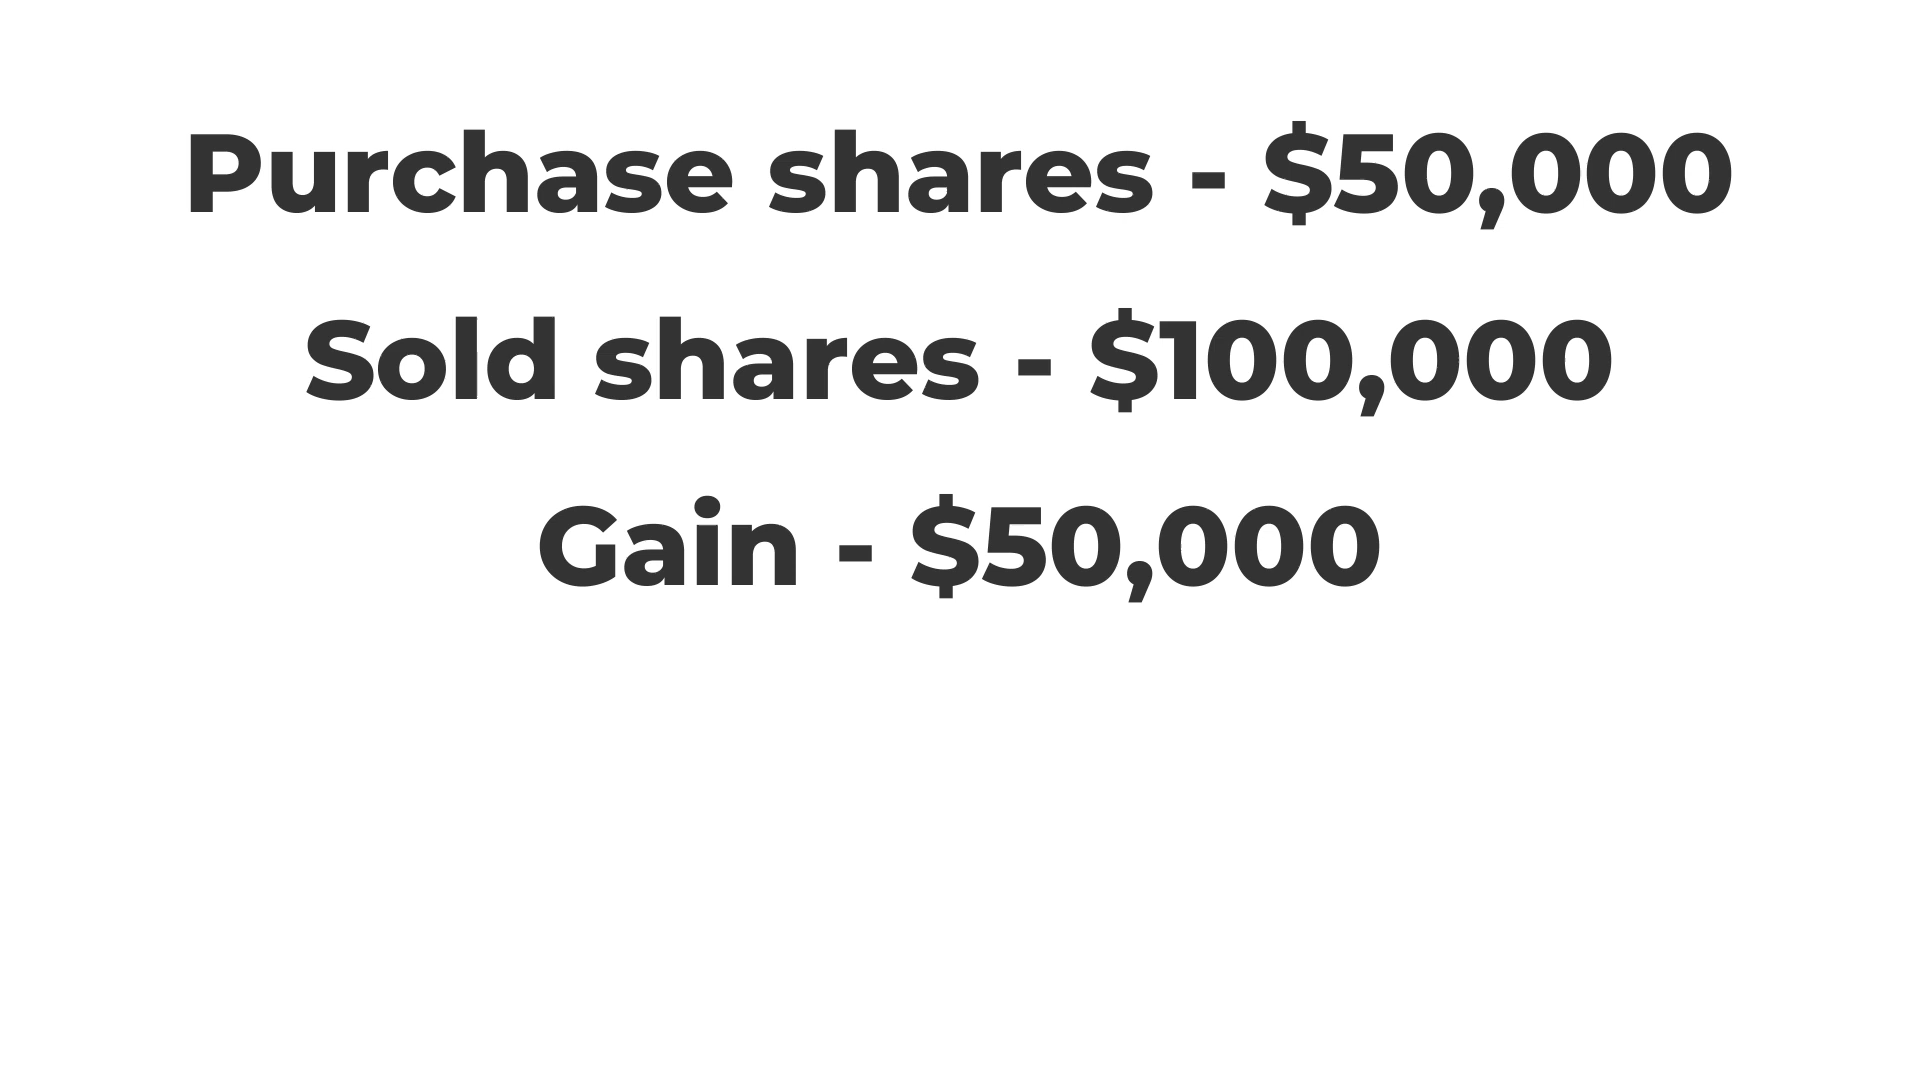 Purchase shares - $50,000
Sold shares - $100,000
Gain - $50,000